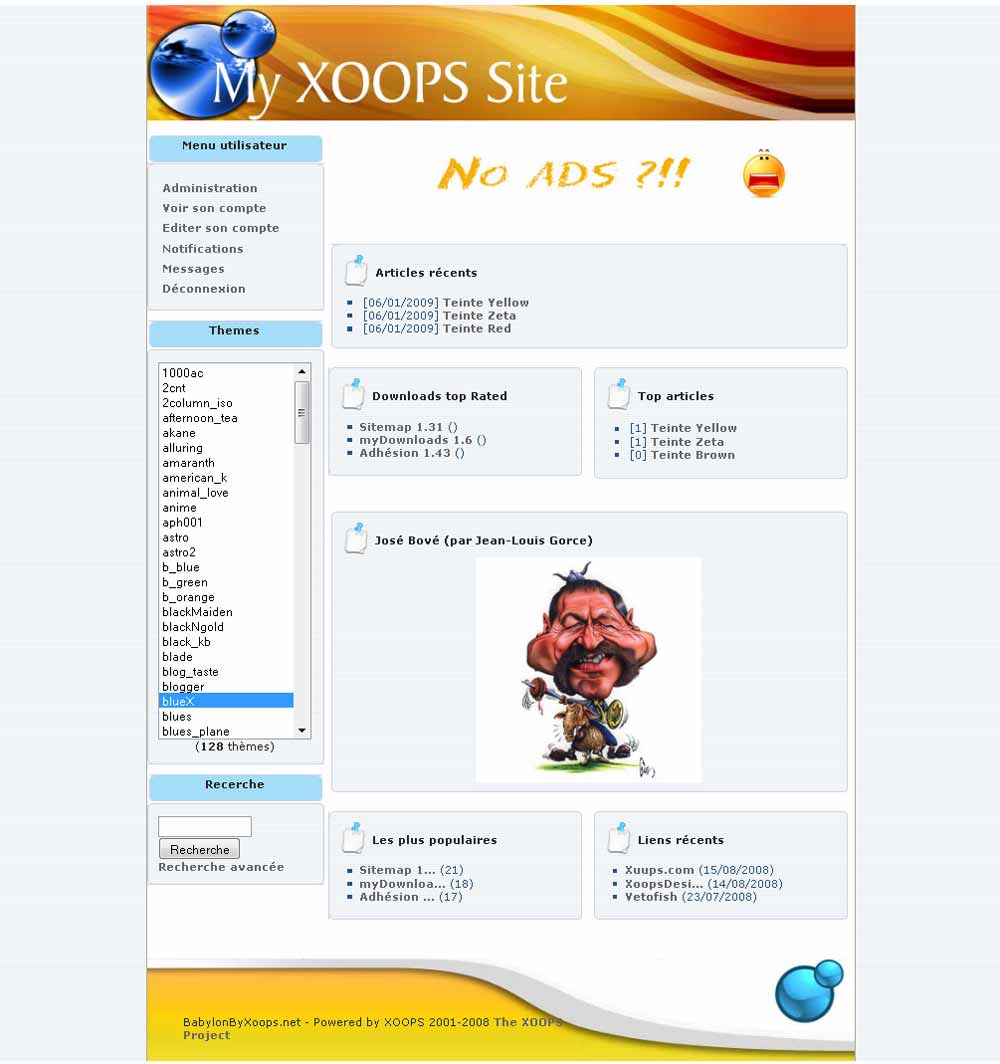 My XOOPS Site
Menu utilisateur
Administration
Voir son compte
Editer son compte
Notifications
Messages
Déconnexion
Themes
1000ac
2cnt
2column_iso
afternoon_tea
akane
alluring
amaranth
american_k
animal_love
anime
aph001
astro
astro2
b_blue
b_green
b_orange
blackMaiden
blackNgold
black_kb
blade
blog_taste
blogger
blueX
blues
blues_plane
(128 thèmes)
Recerche
Recherche
Recherche avancée
No ads ?!!
Articles récents
[06/01/2009] Teinte Yellow
[06/01/2009] Teinte Zeta
[06/01/2009] Teinte Red
Downloads top Rated
Sitemap 1.31 ()
myDownloads 1.6 ()
Adhésion 1.43 ()
Top articles
[1] Teinte Yellow
[1] Teinte Zeta
[0] Teinte Brown
José Bové (par Jean-Louis Gorce)
Les plus populaires
Sitemap 1... (21)
myDownloa... (18)
Adhésion ... (17)
Liens récents
Xuups.com (15/08/2008)
XoopsDesi... (14/08/2008)
Vetofish (23/07/2008)
BabylonByXoops.net - Powered by XOOPS 2001-2008 The XOOPS
Project